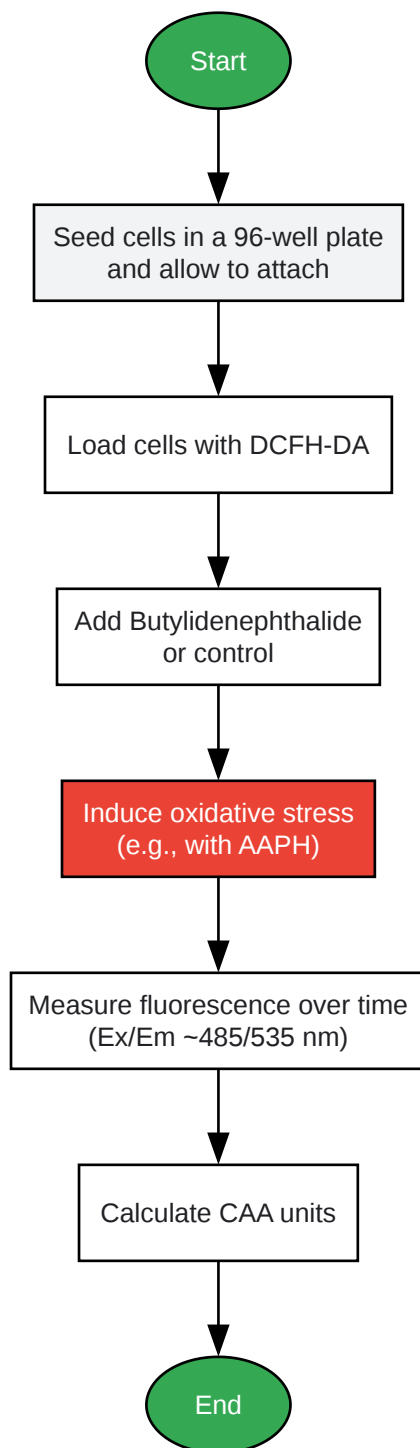 Start
Seed cells in a 96-well plate
and allow to attach
Load cells with DCFH-DA
Add Butylidenephthalide
or control
Induce oxidative stress
(e.g., with AAPH)
Measure fluorescence over time
(Ex/Em ~485/535 nm)
Calculate CAA units
End